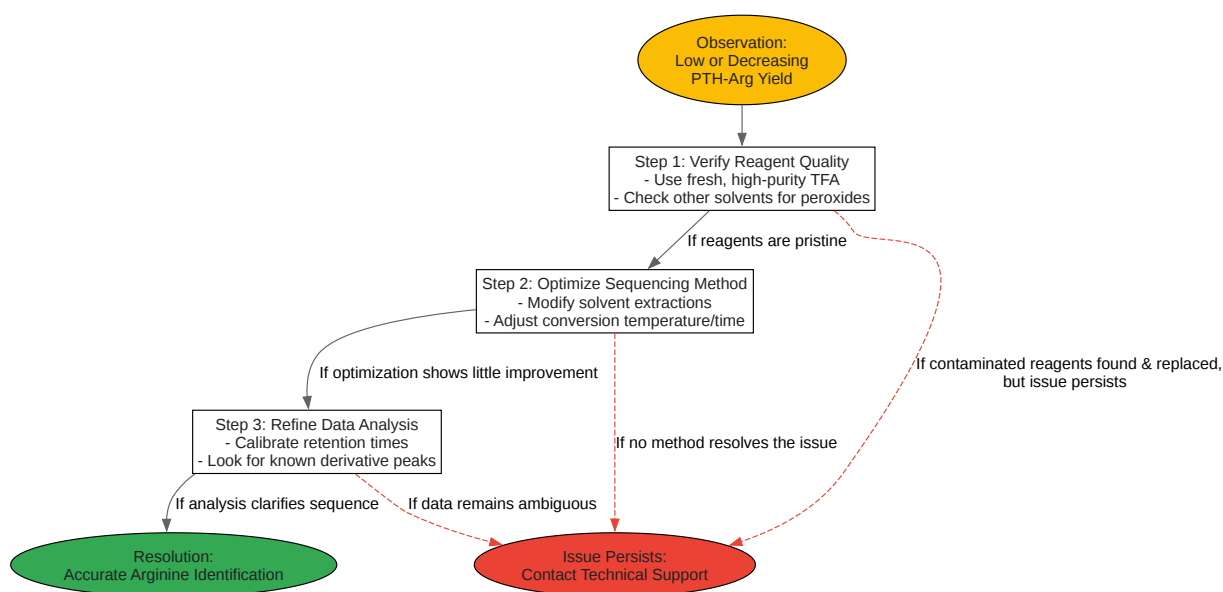 Observation:
Low or Decreasing
PTH-Arg Yield
Step 1: Verify Reagent Quality
- Use fresh, high-purity TFA
- Check other solvents for peroxides
If reagents are pristine
Step 2: Optimize Sequencing Method
- Modify solvent extractions
- Adjust conversion temperature/time
If optimization shows little improvement
If contaminated reagents found & replaced,
but issue persists
Step 3: Refine Data Analysis
- Calibrate retention times
- Look for known derivative peaks
If no method resolves the issue
If analysis clarifies sequence
If data remains ambiguous
Resolution:
Accurate Arginine Identification
Issue Persists:
Contact Technical Support